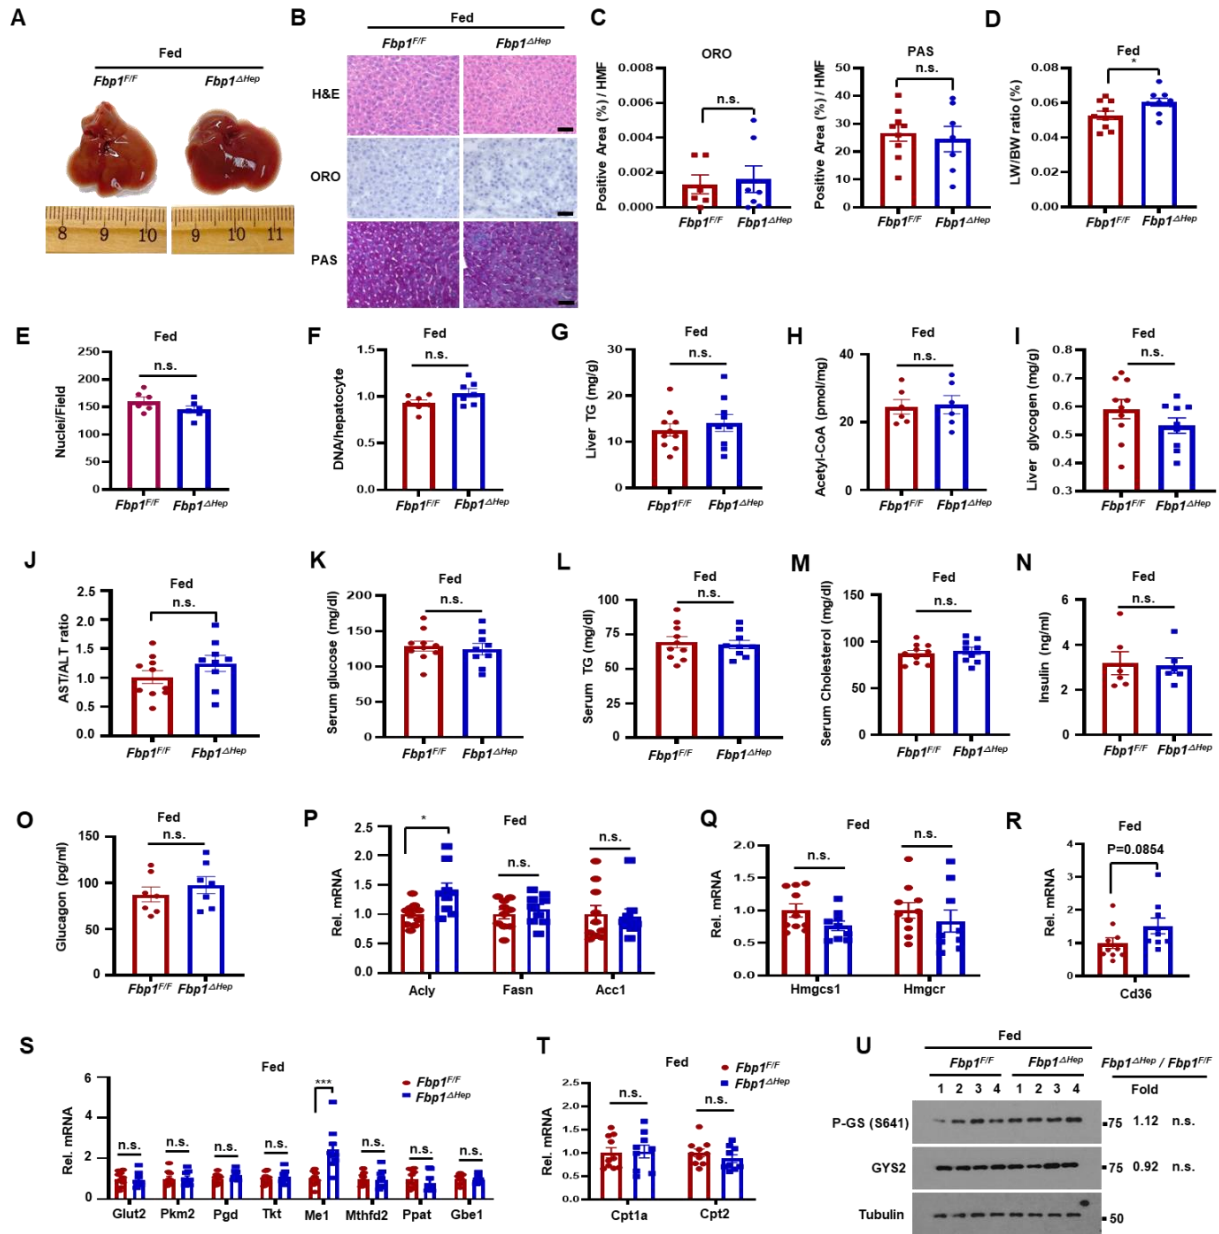 A
Fed
Fbp1F/F Fbp1ΔHep
8 9 10 9 10 11
B
Fed
Fbp1F/F Fbp1ΔHep
H&E
ORO
PAS
C
ORO
Positive Area (%) / HMF
0.008
0.006
0.004
0.002
0.000
n.s.
Fbp1F/F Fbp1ΔHep
PAS
Positive Area (%) / HMF
50
40
30
20
10
0
n.s.
Fbp1F/F Fbp1ΔHep
D
Fed
LW/BW ratio (%)
0.08
0.06
0.04
0.02
0.00
*
Fbp1F/F Fbp1ΔHep
E
Fed
Nuclei/Field
250
200
150
100
50
0
n.s.
Fbp1F/F Fbp1ΔHep
F
Fed
DNA/hepatocyte
1.5
1.0
0.5
0.0
n.s.
Fbp1F/F Fbp1ΔHep
G
Fed
Liver TG (mg/g)
30
20
10
0
n.s.
Fbp1F/F Fbp1ΔHep
H
Fed
Acetyl-CoA (pmol/mg)
40
20
0
n.s.
Fbp1F/F Fbp1ΔHep
I
Fed
Liver glycogen (mg/g)
0.8
0.7
0.6
0.5
0.4
0.3
n.s.
Fbp1F/F Fbp1ΔHep
J
Fed
AST/ALT ratio
2.5
2.0
1.5
1.0
0.5
0.0
n.s.
Fbp1F/F Fbp1ΔHep
K
Fed
Serum glucose (mg/dl)
200
150
100
50
0
n.s.
Fbp1F/F Fbp1ΔHep
L
Fed
Serum TG (mg/dl)
100
75
50
25
0
n.s.
Fbp1F/F Fbp1ΔHep
M
Fed
Serum Cholesterol (mg/dl)
150
100
50
0
n.s.
Fbp1F/F Fbp1ΔHep
N
Fed
Insulin (ng/ml)
6
4
2
0
n.s.
Fbp1F/F Fbp1ΔHep
O
Fed
Glucagon (pg/ml)
150
100
50
0
n.s.
Fbp1F/F Fbp1ΔHep
P
Fed
Rel. mRNA
2.5
2.0
1.5
1.0
0.5
0.0
* n.s. n.s.
Acly Fasn Acc1
Q
Fed
Rel. mRNA
2.0
1.5
1.0
0.5
0.0
n.s. n.s.
Hmgcs1 Hmgcr
R
Fed
P=0.0854
Rel. mRNA
4
3
2
1
0
Cd36
S
Fed
Fbp1F/F
Fbp1ΔHep
Rel. mRNA
6
4
2
0
n.s. n.s. n.s. n.s. *** n.s. n.s. n.s.
Glut2 Pkm2 Pgd Tkt Me1 Mthfd2 Ppat Gbe1
T
Fed
Fbp1F/F
Fbp1ΔHep
Rel. mRNA
2.5
2.0
1.5
1.0
0.5
0.0
n.s. n.s.
Cpt1a Cpt2
U
Fed
Fbp1F/F Fbp1ΔHep Fbp1ΔHep / Fbp1F/F
1 2 3 4 1 2 3 4 Fold
P-GS (S641) 75 1.12 n.s.
GYS2 75 0.92 n.s.
Tubulin 50